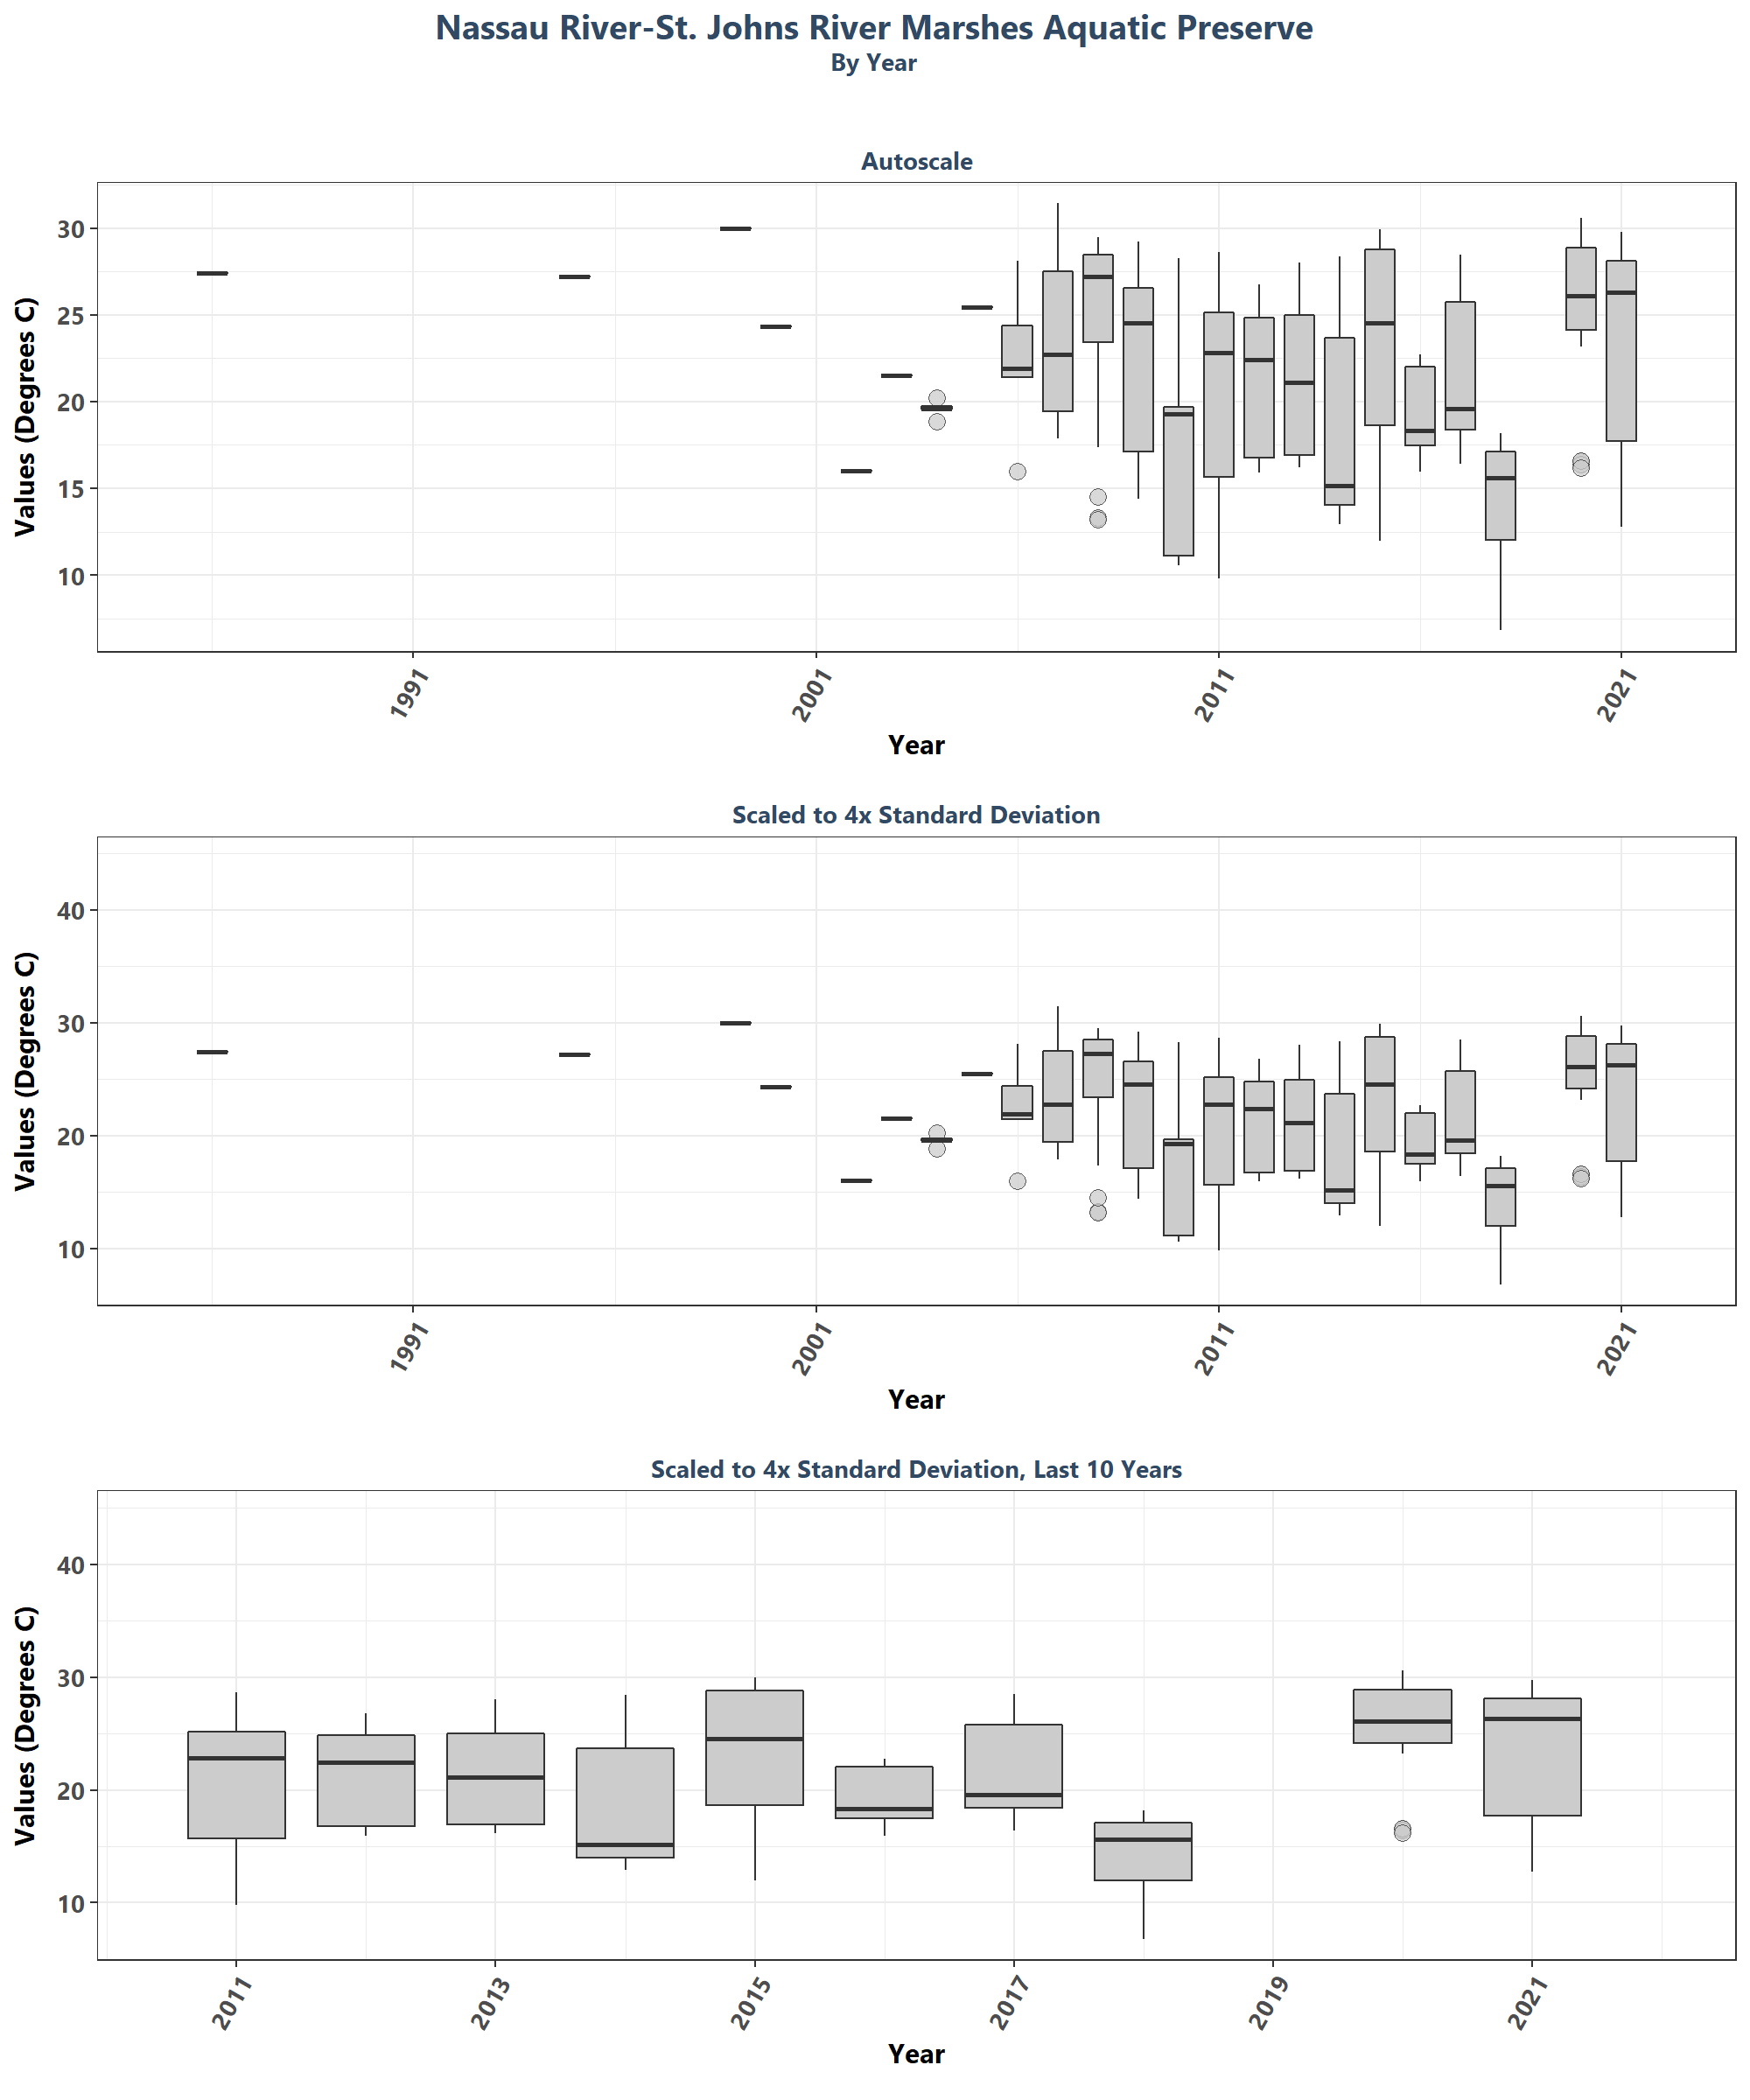 Nassau River-St. Johns River Marshes Aquatic Preserve
By Year
Autoscale
Values (Degrees C)
30
25
20
15
10
1991
2001
2011
2021
Year
Scaled to 4x Standard Deviation
Values (Degrees C)
40
30
20
10
1991
2001
2011
2021
Year
Scaled to 4x Standard Deviation, Last 10 Years
Values (Degrees C)
40
30
20
10
2011
2013
2015
2017
2019
2021
Year